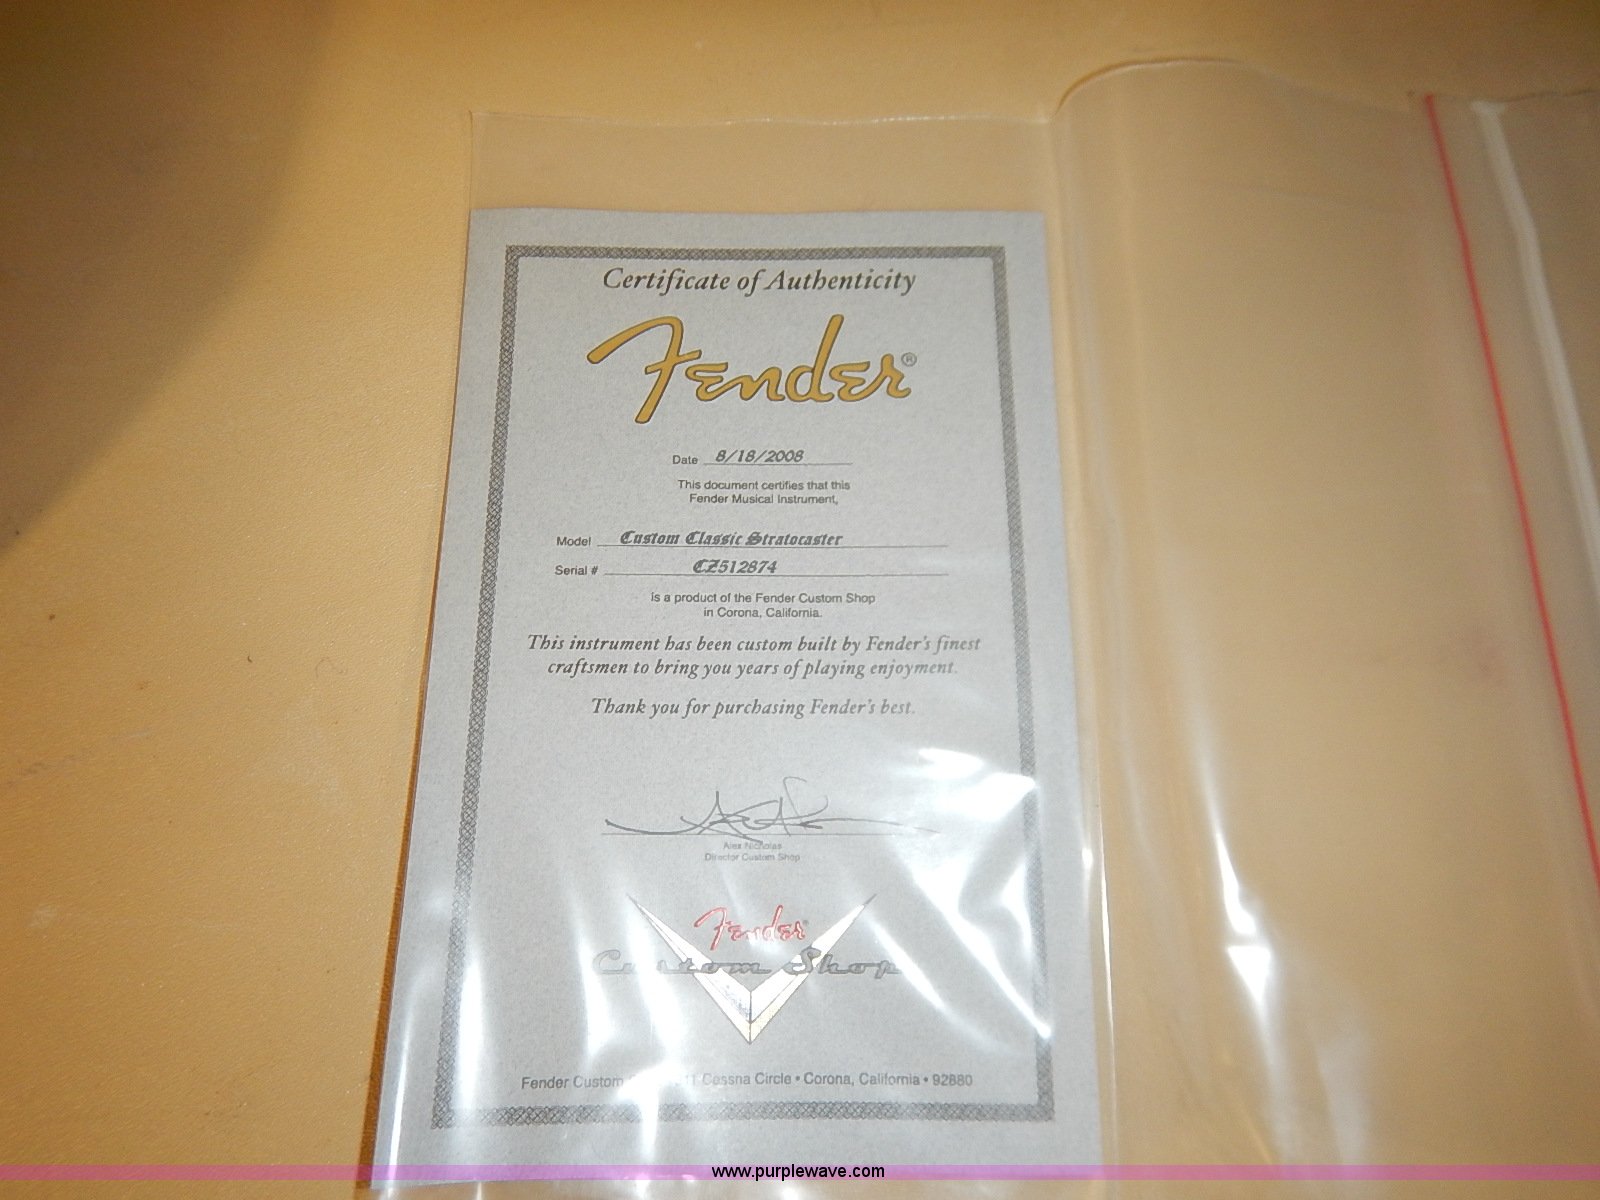 Certificate of Authenticity
Fender®
Date 8/18/2008
This document certifies that this
Fender Musical Instrument,
Model Custom Classic Stratocaster
Serial # CZ512874
is a product of the Fender Custom Shop
in Corona, California.
This instrument has been custom built by Fender's finest
craftsmen to bring you years of playing enjoyment.
Thank you for purchasing Fender's best.
Alex Nicholas
Director Custom Shop
Fender®
Custom Shop
Fender Custom Cessna Circle • Corona, California • 92880
www.purplewave.com